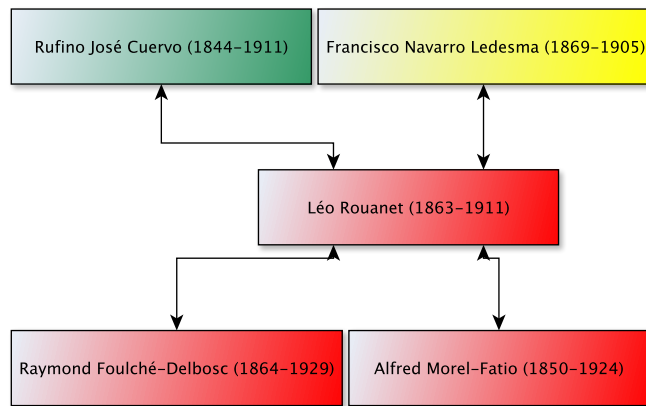 Rufino José Cuervo (1844-1911)
Francisco Navarro Ledesma (1869-1905)
Léo Rouanet (1863-1911)
Raymond Foulché-Delbosc (1864-1929)
Alfred Morel-Fatio (1850-1924)